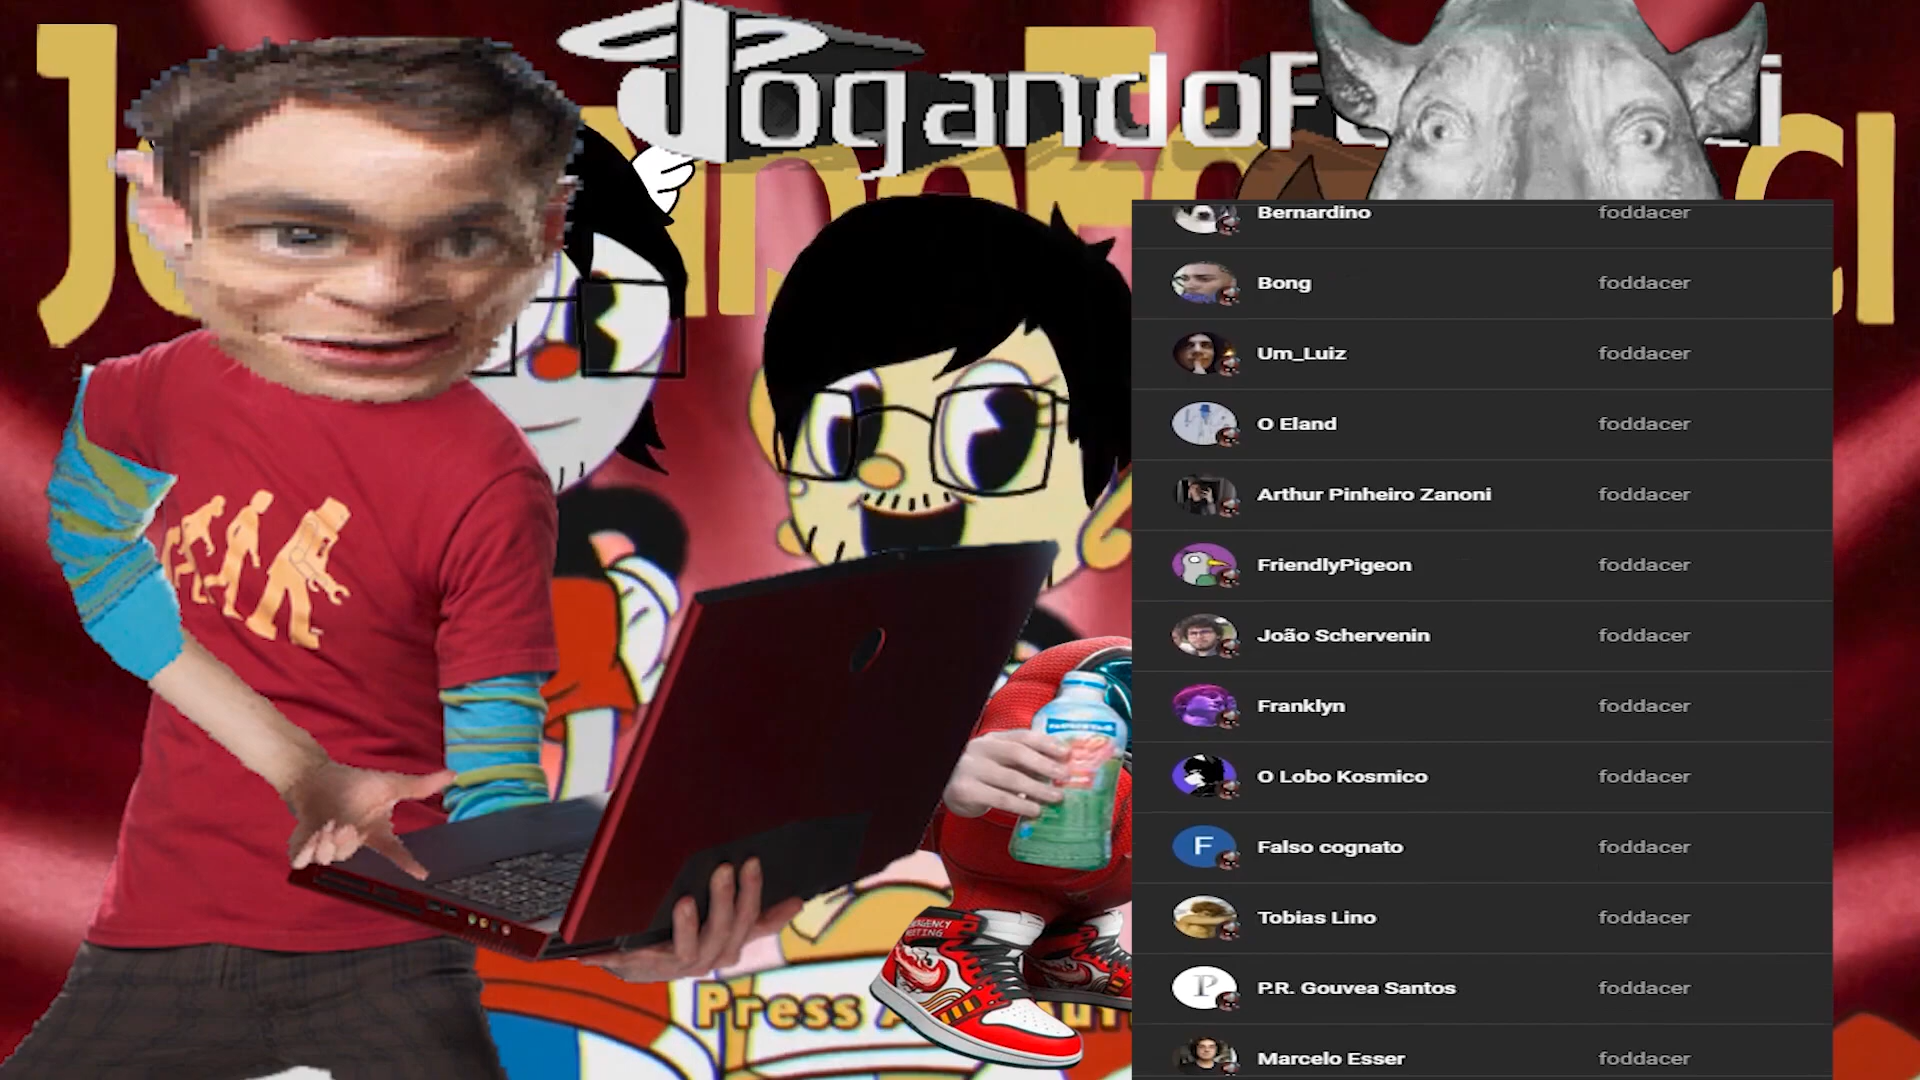 JogandoF
i
Bernardino foddacer
Bong foddacer
Um_Luiz foddacer
O Eland foddacer
Arthur Pinheiro Zanoni foddacer
FriendlyPigeon foddacer
João Schervenin foddacer
Franklyn foddacer
O Lobo Kosmico foddacer
F
Falso cognato foddacer
Tobias Lino foddacer
P
P.R. Gouvea Santos foddacer
Marcelo Esser foddacer
Press
MEETING